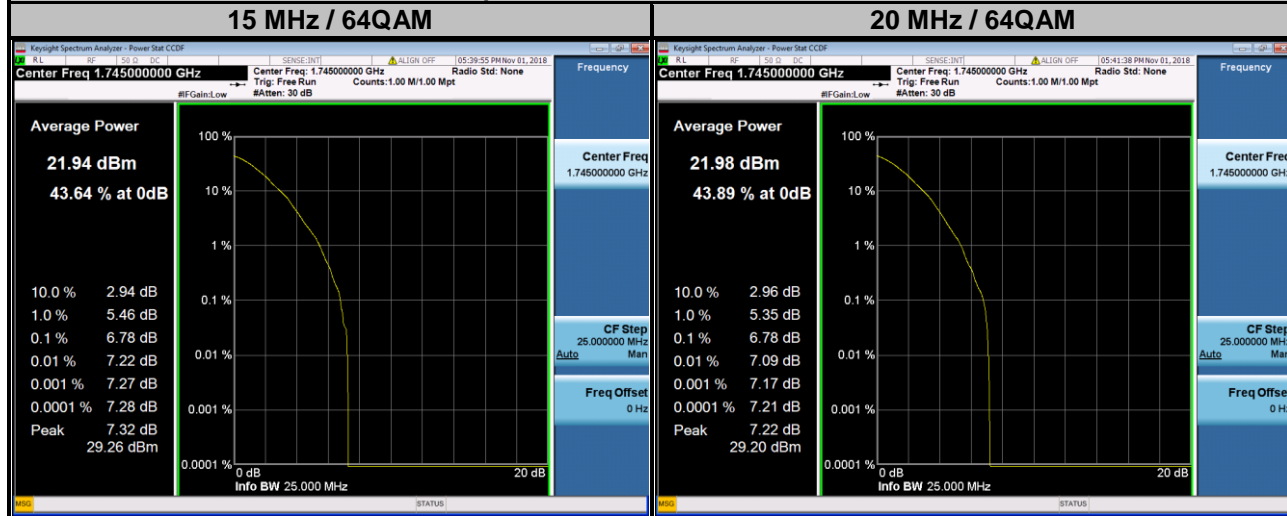 15 MHz / 64QAM
Keysight Spectrum Analyzer - Power Stat CCDF
RL RF 50 Ω DC SENSE:INT ALIGN OFF 05:39:55 PM Nov 01, 2018
Center Freq 1.745000000 GHz
Center Freq: 1.745000000 GHz Radio Std: None
Trig: Free Run Counts:1.00 M/1.00 Mpt
#IFGain:Low #Atten: 30 dB
Frequency
Average Power
21.94 dBm
43.64 % at 0dB
10.0 % 2.94 dB
1.0 % 5.46 dB
0.1 % 6.78 dB
0.01 % 7.22 dB
0.001 % 7.27 dB
0.0001 % 7.28 dB
Peak 7.32 dB
29.26 dBm
100 %
10 %
1 %
0.1 %
0.01 %
0.001 %
0.0001 %
0 dB 20 dB
Info BW 25.000 MHz
Center Freq
1.745000000 GHz
CF Step
25.000000 MHz
Auto Man
Freq Offset
0 Hz
MSG STATUS
20 MHz / 64QAM
Keysight Spectrum Analyzer - Power Stat CCDF
RL RF 50 Ω DC SENSE:INT ALIGN OFF 05:41:38 PM Nov 01, 2018
Center Freq 1.745000000 GHz
Center Freq: 1.745000000 GHz Radio Std: None
Trig: Free Run Counts:1.00 M/1.00 Mpt
#IFGain:Low #Atten: 30 dB
Frequency
Average Power
21.98 dBm
43.89 % at 0dB
10.0 % 2.96 dB
1.0 % 5.35 dB
0.1 % 6.78 dB
0.01 % 7.09 dB
0.001 % 7.17 dB
0.0001 % 7.21 dB
Peak 7.22 dB
29.20 dBm
100 %
10 %
1 %
0.1 %
0.01 %
0.001 %
0.0001 %
0 dB 20 dB
Info BW 25.000 MHz
Center Freq
1.745000000 GHz
CF Step
25.000000 MHz
Auto Man
Freq Offset
0 Hz
MSG STATUS